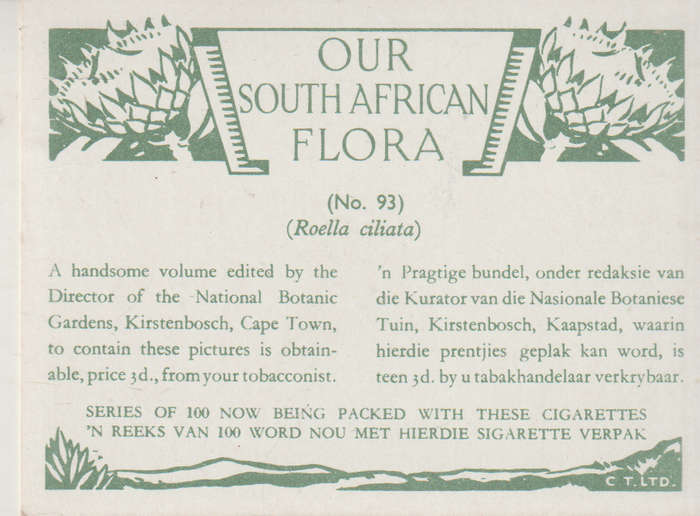 OUR
SOUTH AFRICAN
FLORA
(No. 93)
(Roella ciliata)
A handsome volume edited by the
Director of the National Botanic
Gardens, Kirstenbosch, Cape Town,
to contain these pictures is obtain-
able, price 3d., from your tobacconist.
'n Pragtige bundel, onder redaksie van
die Kurator van die Nasionale Botaniese
Tuin, Kirstenbosch, Kaapstad, waarin
hierdie prentjies geplak kan word, is
teen 3d. by u tabakhandelaar verkrybaar.
SERIES OF 100 NOW BEING PACKED WITH THESE CIGARETTES
'N REEKS VAN 100 WORD NOU MET HIERDIE SIGARETTE VERPAK
C T. LTD.